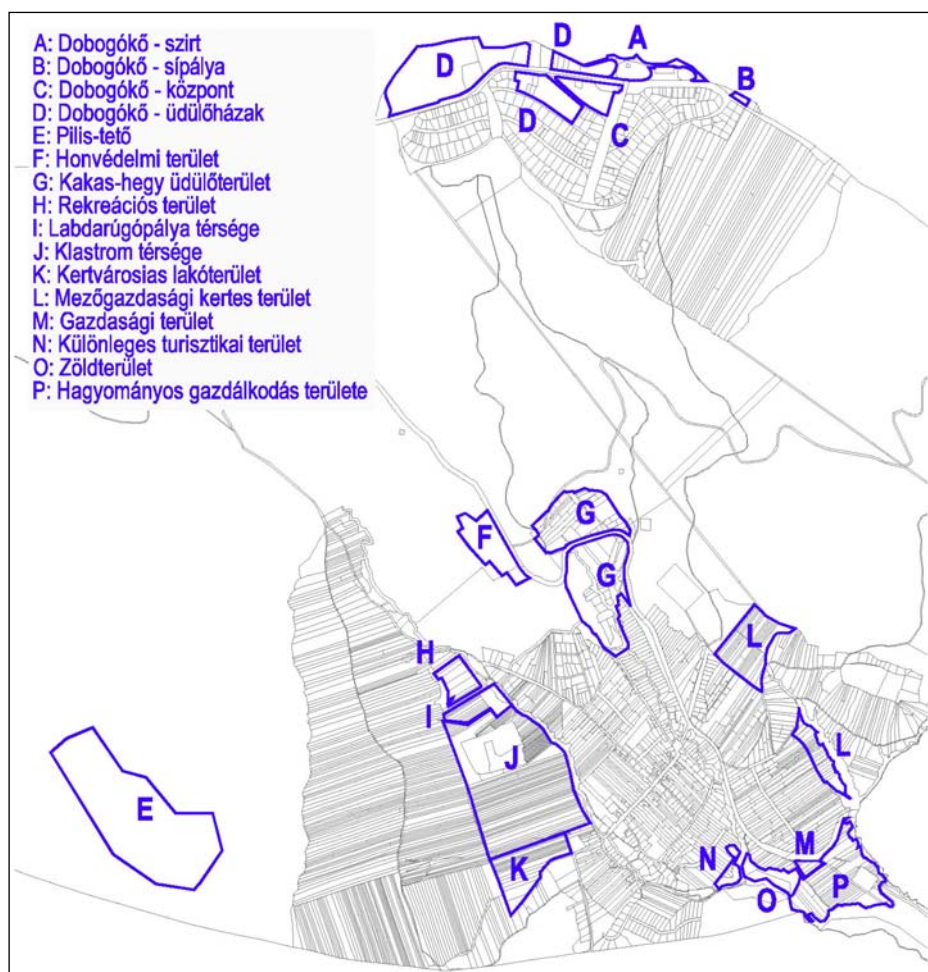 A: Dobogókő - szirt
B: Dobogókő - sípálya
C: Dobogókő - központ
D: Dobogókő - üdülőházak
E: Pilis-tető
F: Honvédelmi terület
G: Kakas-hegy üdülőterület
H: Rekreációs terület
I: Labdarúgópálya térsége
J: Klastrom térsége
K: Kertvárosias lakóterület
L: Mezőgazdasági kertes terület
M: Gazdasági terület
N: Különleges turisztikai terület
O: Zöldterület
P: Hagyományos gazdálkodás területe
D
D
A
B
D
C
G
F
G
L
H
I
J
L
E
K
N
M
O
P